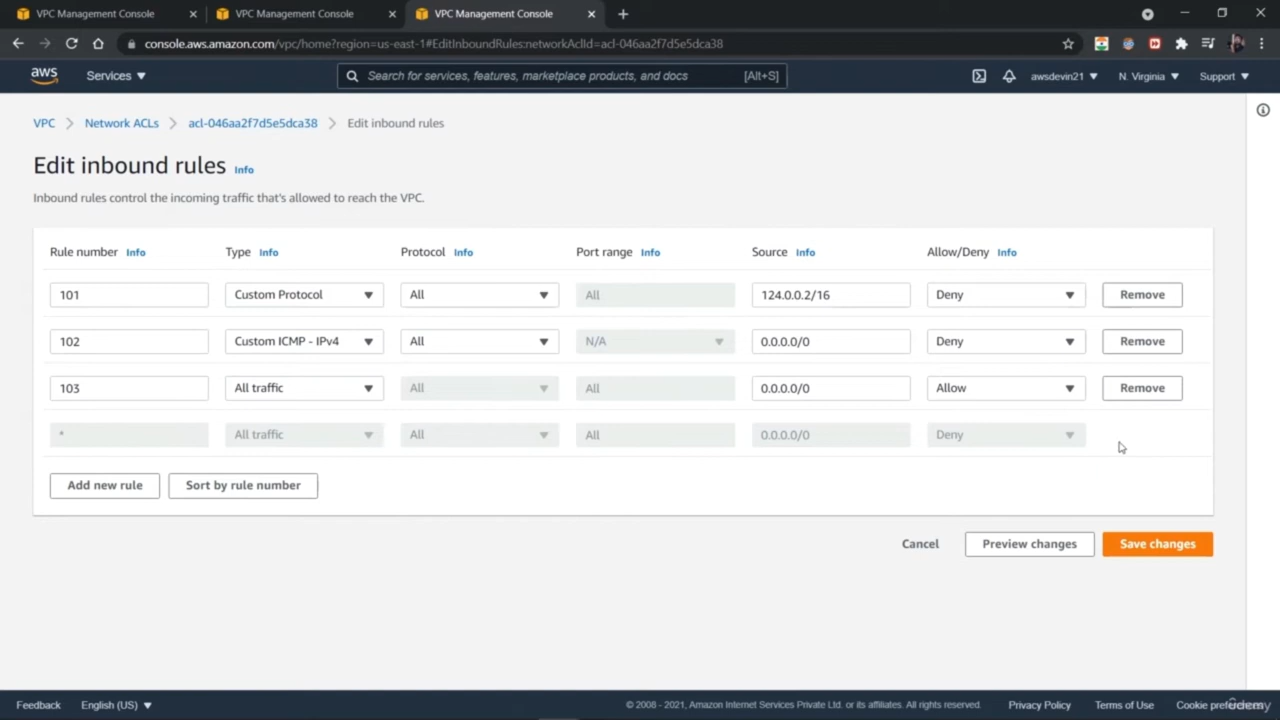 VPC Management Console VPC Management Console VPC Management Console
console.aws.amazon.com/vpc/home?region=us-east-1#EditInboundRules:networkAclId=acl-046aa2f7d5e5dca38
aws Services Search for services, features, marketplace products, and docs [Alt+S] awsdevin21 N. Virginia Support
VPC Network ACLs acl-046aa2f7d5e5dca38 Edit inbound rules
Edit inbound rules Info
Inbound rules control the incoming traffic that's allowed to reach the VPC.
Rule number Info Type Info Protocol Info Port range Info Source Info Allow/Deny Info
101 Custom Protocol All All 124.0.0.2/16 Deny Remove
102 Custom ICMP - IPv4 All N/A 0.0.0.0/0 Deny Remove
103 All traffic All All 0.0.0.0/0 Allow Remove
* All traffic All All 0.0.0.0/0 Deny
Add new rule Sort by rule number
Cancel Preview changes Save changes
Feedback English (US) © 2008 - 2021, Amazon Internet Services Private Ltd. or its affiliates. All rights reserved. Privacy Policy Terms of Use Cookie